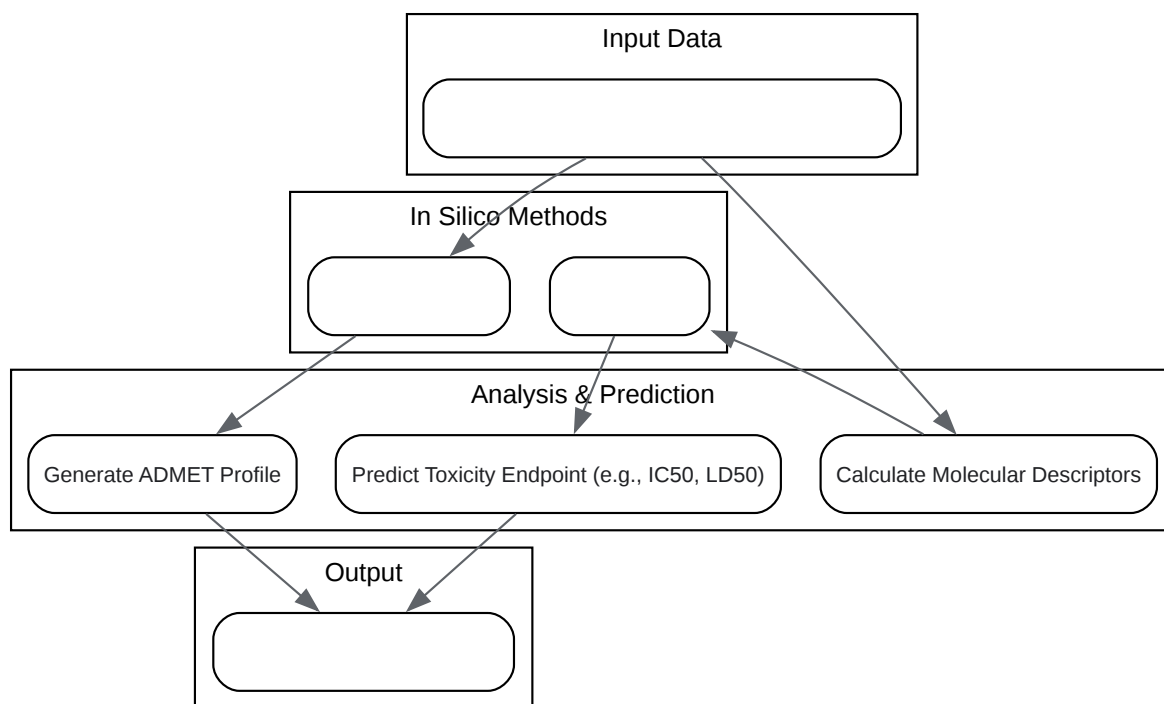 Input Data
In Silico Methods
Analysis & Prediction
Generate ADMET Profile
Predict Toxicity Endpoint (e.g., IC50, LD50)
Calculate Molecular Descriptors
Output